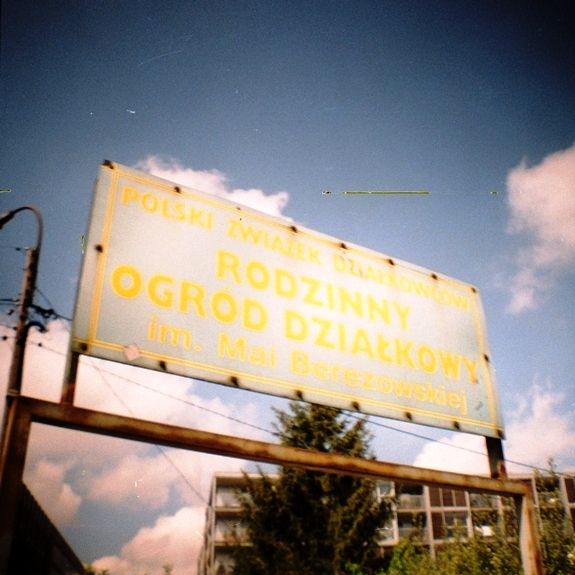 POLSKI ZWIĄZEK DZIAŁKOWCÓW
RODZINNY
OGRÓD DZIAŁKOWY
im. Mai Berezowskiej